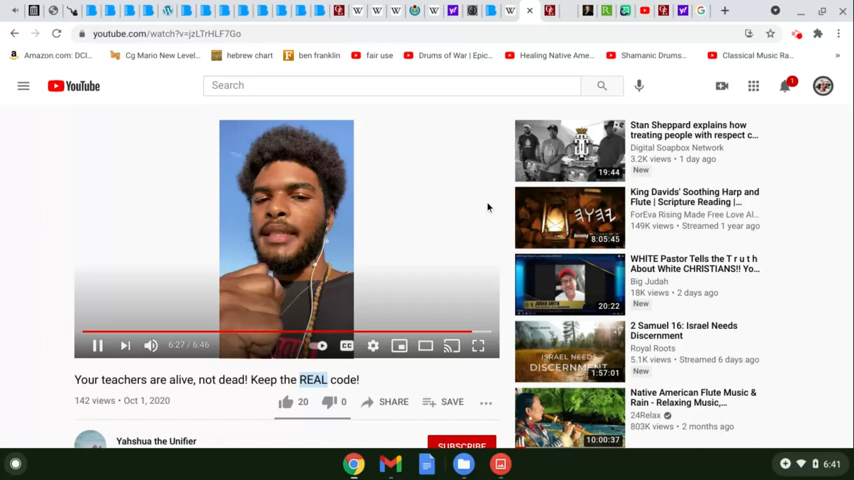 youtube.com/watch?v=jzLTrHLF7Go
Amazon.com: DCI...
Cg Mario New Level...
hebrew chart
ben franklin
fair use
Drums of War | Epic...
Healing Native Ame...
Shamanic Drums...
Classical Music Ra...
YouTube
Search
1
Stan Sheppard explains how
treating people with respect c...
Digital Soapbox Network
3.2K views • 1 day ago
New
19:44
King Davids' Soothing Harp and
Flute | Scripture Reading |...
ForEva Rising Made Free Love Al...
149K views • Streamed 1 year ago
8:05:45
WHITE Pastor Tells the T r u t h
About White CHRISTIANS!! Yo...
Big Judah
18K views • 2 days ago
New
20:22
2 Samuel 16: Israel Needs
Discernment
Royal Roots
5.1K views • Streamed 6 days ago
New
ISRAEL NEEDS
DISCERNMENT
1:57:01
Native American Flute Music &
Rain - Relaxing Music,...
24Relax
803K views • 2 months ago
10:00:37
6:27 / 6:46
CC
Your teachers are alive, not dead! Keep the REAL code!
142 views • Oct 1, 2020
20
0
SHARE
SAVE
Yahshua the Unifier
SUBSCRIBE
6:41